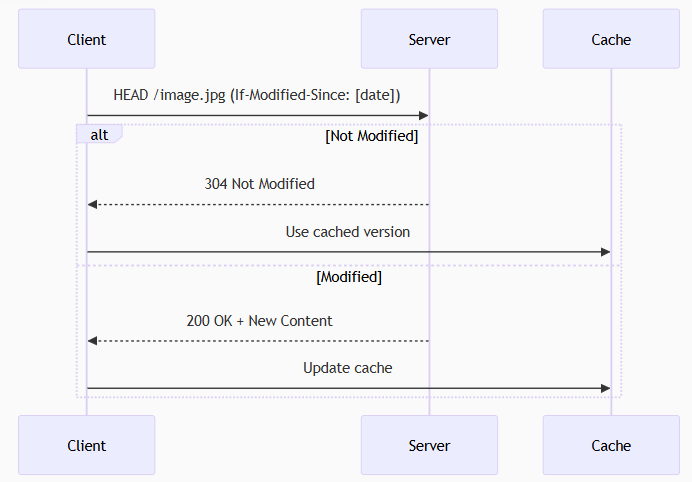 Client
Server
Cache
HEAD /image.jpg (If-Modified-Since: [date])
alt
[Not Modified]
304 Not Modified
Use cached version
[Modified]
200 OK + New Content
Update cache
Client
Server
Cache